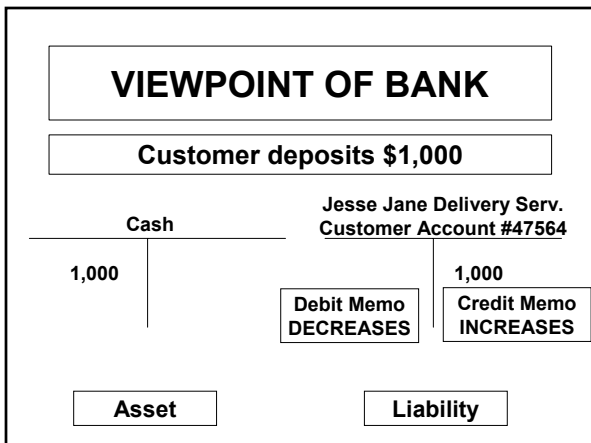 VIEWPOINT OF BANK
Customer deposits $1,000
Cash
Jesse Jane Delivery Serv.
Customer Account #47564
1,000
1,000
Debit Memo
DECREASES
Credit Memo
INCREASES
Asset
Liability